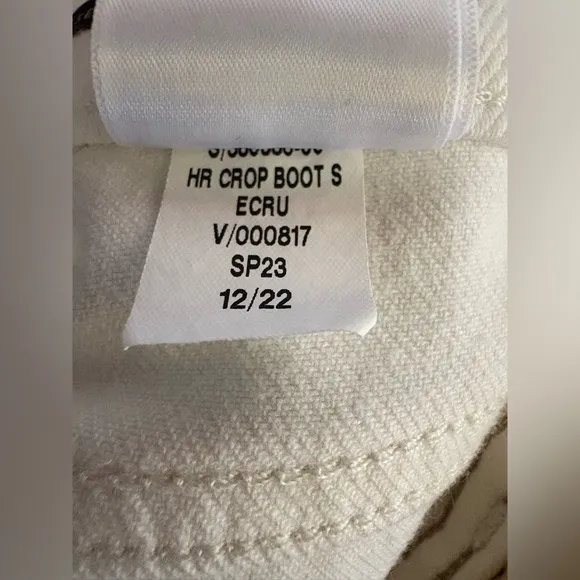 HR CROP BOOT S
ECRU
V/000817
SP23
12/22